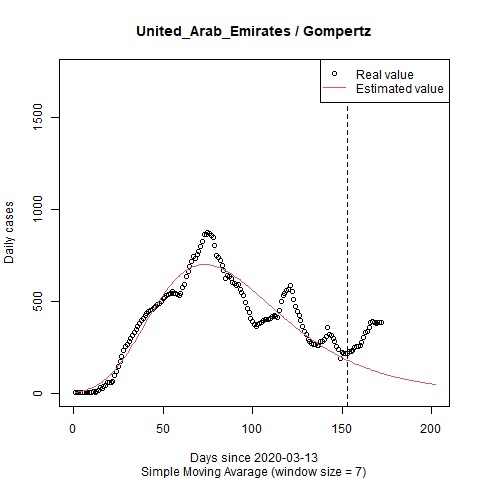 United_Arab_Emirates / Gompertz
Real value
Estimated value
Daily cases
1500
1000
500
0
0
50
100
150
200
Days since 2020-03-13
Simple Moving Avarage (window size = 7)